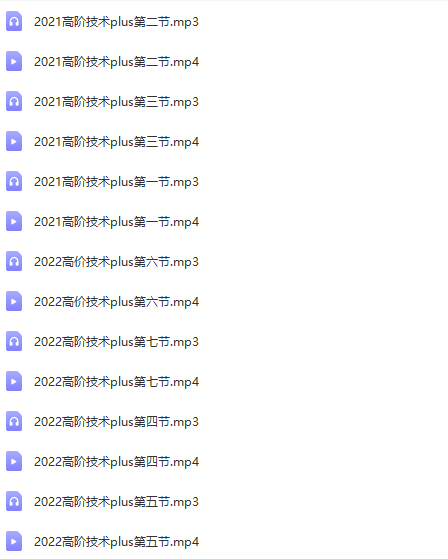 2021高阶技术plus第二节.mp3
2021高阶技术plus第二节.mp4
2021高阶技术plus第三节.mp3
2021高阶技术plus第三节.mp4
2021高阶技术plus第一节.mp3
2021高阶技术plus第一节.mp4
2022高价技术plus第六节.mp3
2022高价技术plus第六节.mp4
2022高阶技术plus第七节.mp3
2022高阶技术plus第七节.mp4
2022高阶技术plus第四节.mp3
2022高阶技术plus第四节.mp4
2022高阶技术plus第五节.mp3
2022高阶技术plus第五节.mp4